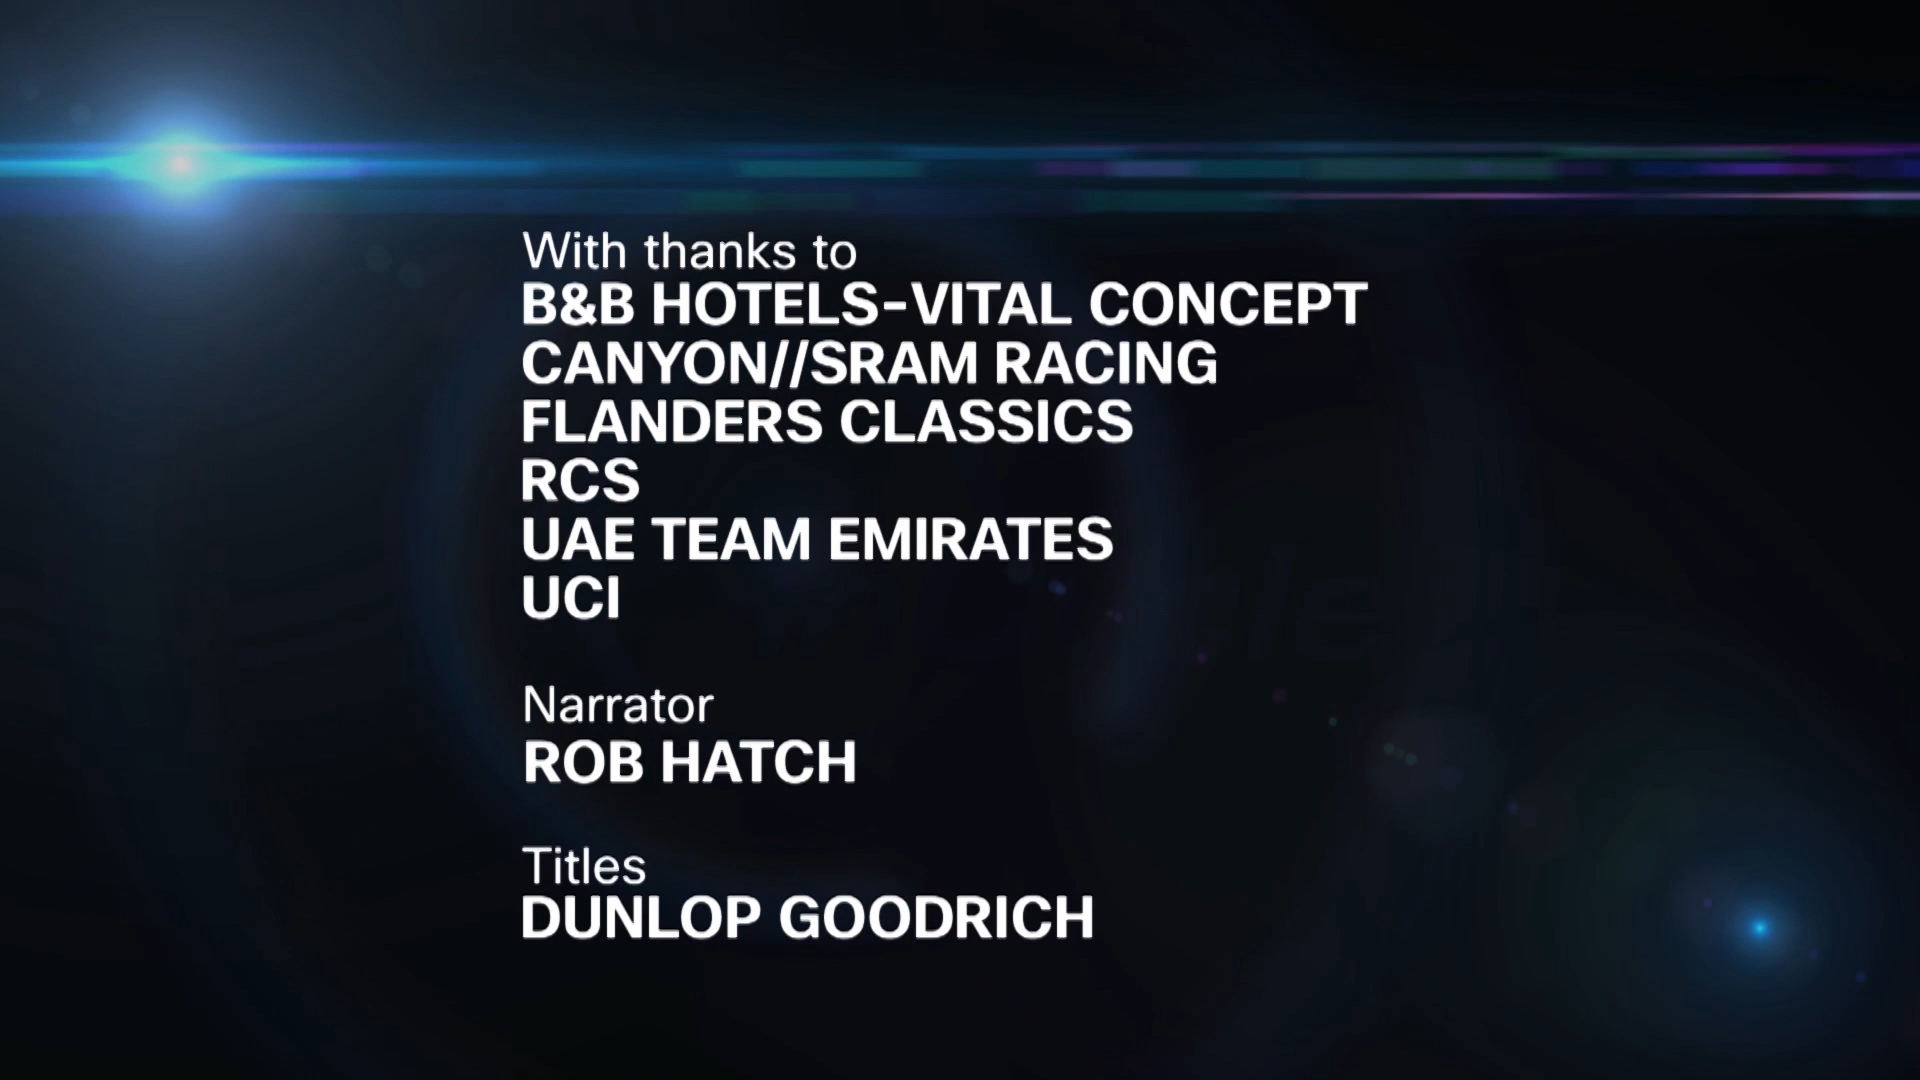 With thanks to
B&B HOTELS-VITAL CONCEPT
CANYON//SRAM RACING
FLANDERS CLASSICS
RCS
UAE TEAM EMIRATES
UCI
Narrator
ROB HATCH
Titles
DUNLOP GOODRICH